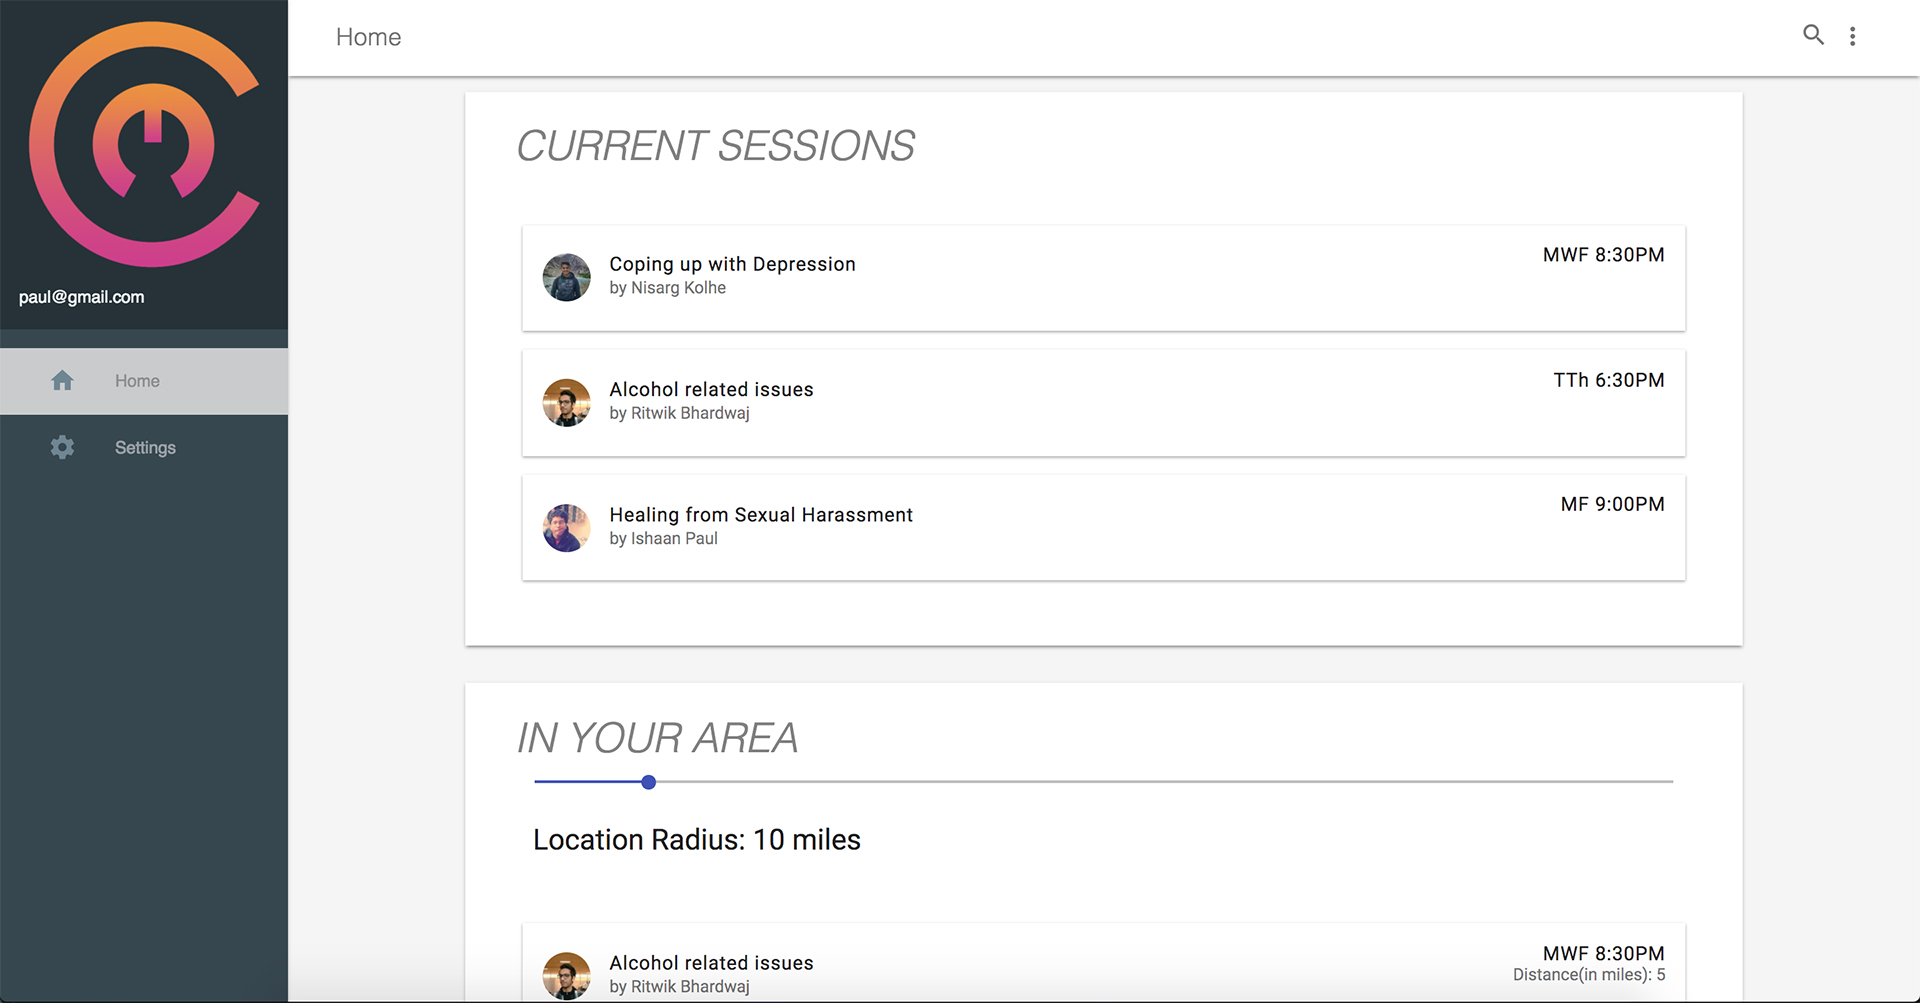 Home
paul@gmail.com
Home
Settings
CURRENT SESSIONS
Coping up with Depression
by Nisarg Kolhe
MWF 8:30PM
Alcohol related issues
by Ritwik Bhardwaj
TTh 6:30PM
Healing from Sexual Harassment
by Ishaan Paul
MF 9:00PM
IN YOUR AREA
Location Radius: 10 miles
Alcohol related issues
by Ritwik Bhardwaj
MWF 8:30PM
Distance(in miles): 5